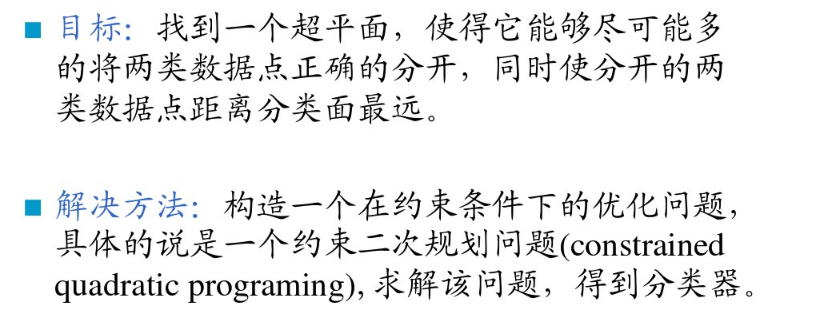 目标：找到一个超平面，使得它能够尽可能多
的将两类数据点正确的分开，同时使分开的两
类数据点距离分类面最远。
解决方法：构造一个在约束条件下的优化问题，
具体的说是一个约束二次规划问题(constrained
quadratic programing), 求解该问题，得到分类器。